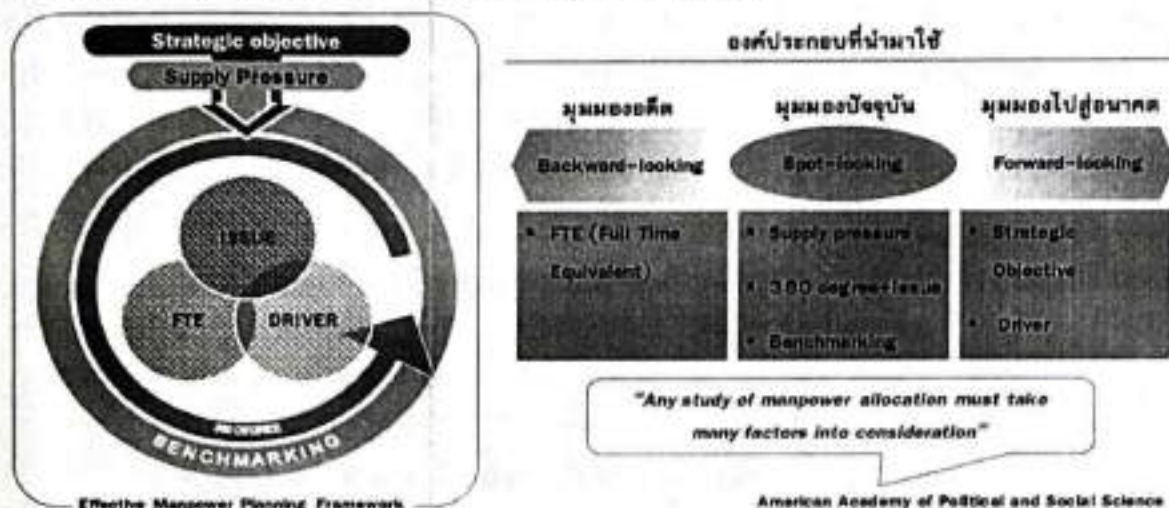 Strategic objective
Supply Pressure
ISSUE
FTE
DRIVER
BENCHMARKING
Effective Manpower Planning Framework
องค์ประกอบที่นำมาใช้
มุมมองอดีต
มุมมองปัจจุบัน
มุมมองไปสู่อนาคต
Backward-looking
Spot-looking
Forward-looking
• FTE (Full Time
Equivalent)
• Supply pressure
• 360 degree+issue
• Benchmarking
• Strategic
Objective
• Driver
"Any study of manpower allocation must take
many factors into consideration"
American Academy of Political and Social Science